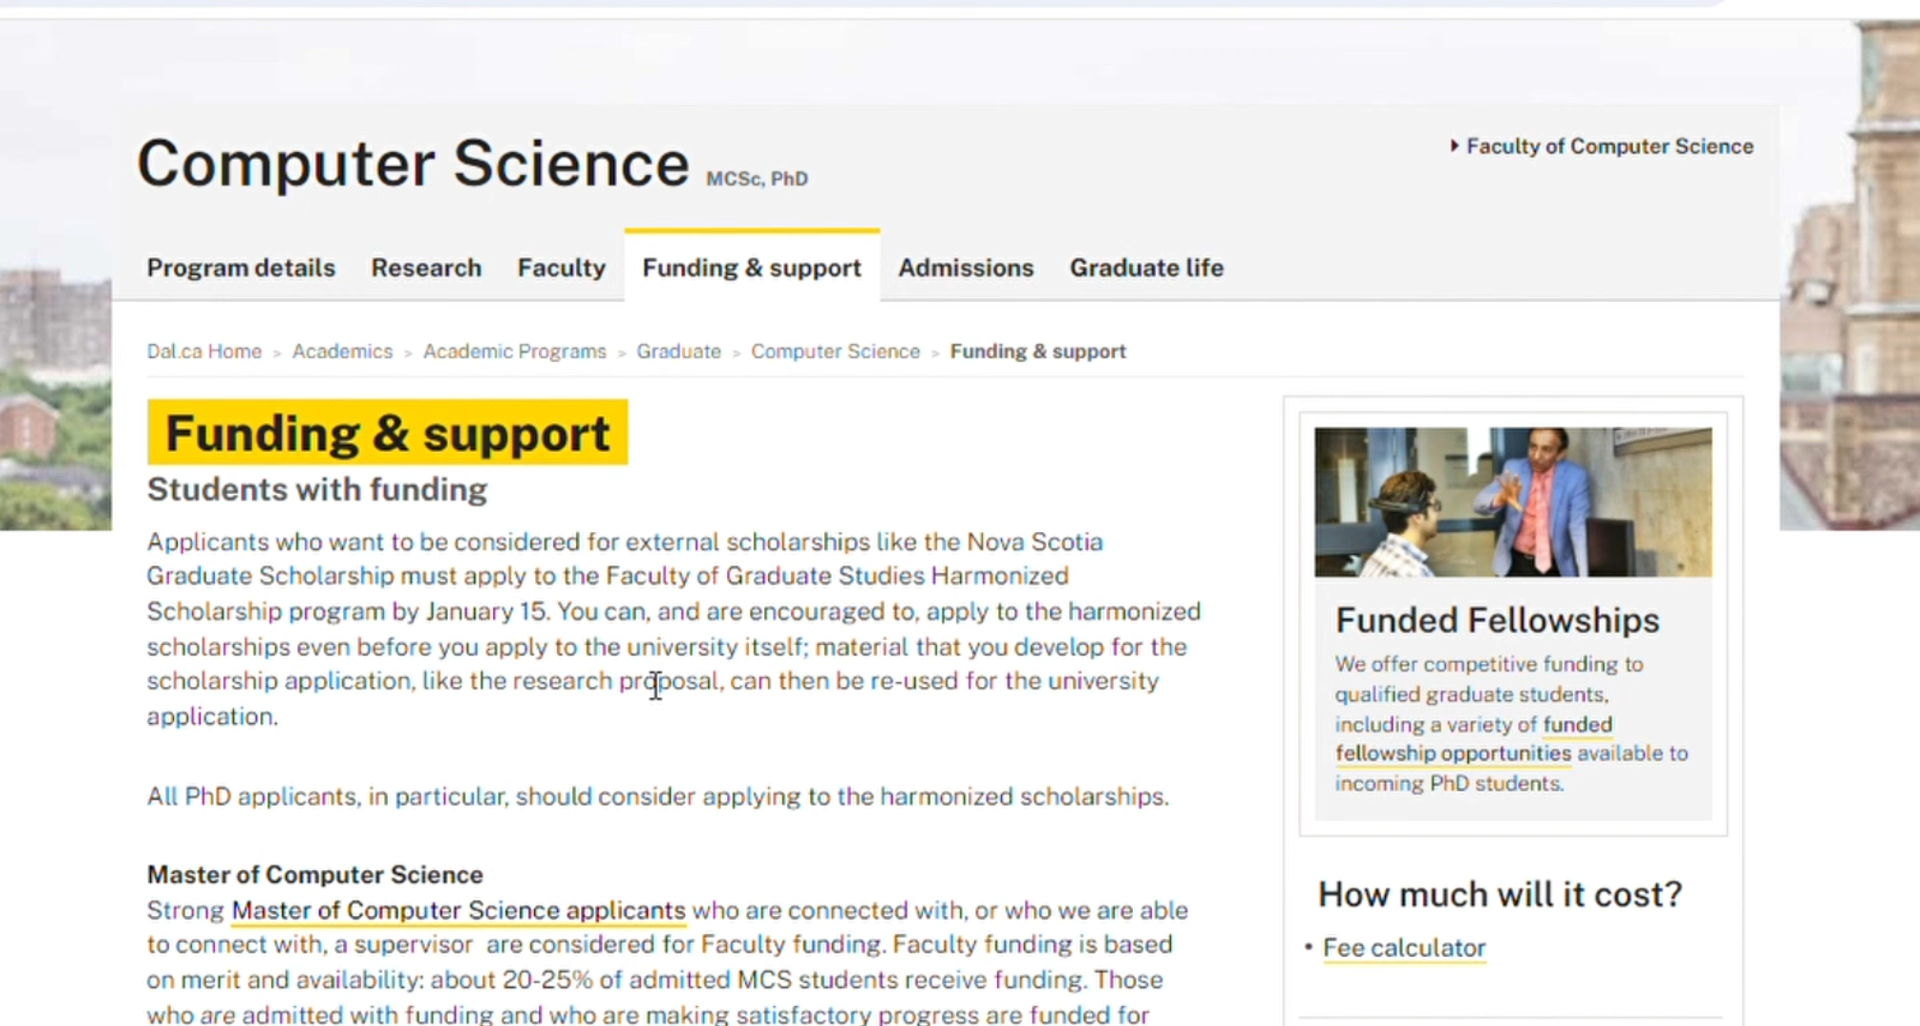 Computer Science MCSc, PhD
Faculty of Computer Science
Program details Research Faculty Funding & support Admissions Graduate life
Dal.ca Home > Academics > Academic Programs > Graduate > Computer Science > Funding & support
Funding & support
Students with funding
Applicants who want to be considered for external scholarships like the Nova Scotia
Graduate Scholarship must apply to the Faculty of Graduate Studies Harmonized
Scholarship program by January 15. You can, and are encouraged to, apply to the harmonized
scholarships even before you apply to the university itself; material that you develop for the
scholarship application, like the research proposal, can then be re-used for the university
application.
All PhD applicants, in particular, should consider applying to the harmonized scholarships.
Master of Computer Science
Strong Master of Computer Science applicants who are connected with, or who we are able
to connect with, a supervisor are considered for Faculty funding. Faculty funding is based
on merit and availability: about 20-25% of admitted MCS students receive funding. Those
who are admitted with funding and who are making satisfactory progress are funded for
Funded Fellowships
We offer competitive funding to
qualified graduate students,
including a variety of funded
fellowship opportunities available to
incoming PhD students.
How much will it cost?
• Fee calculator